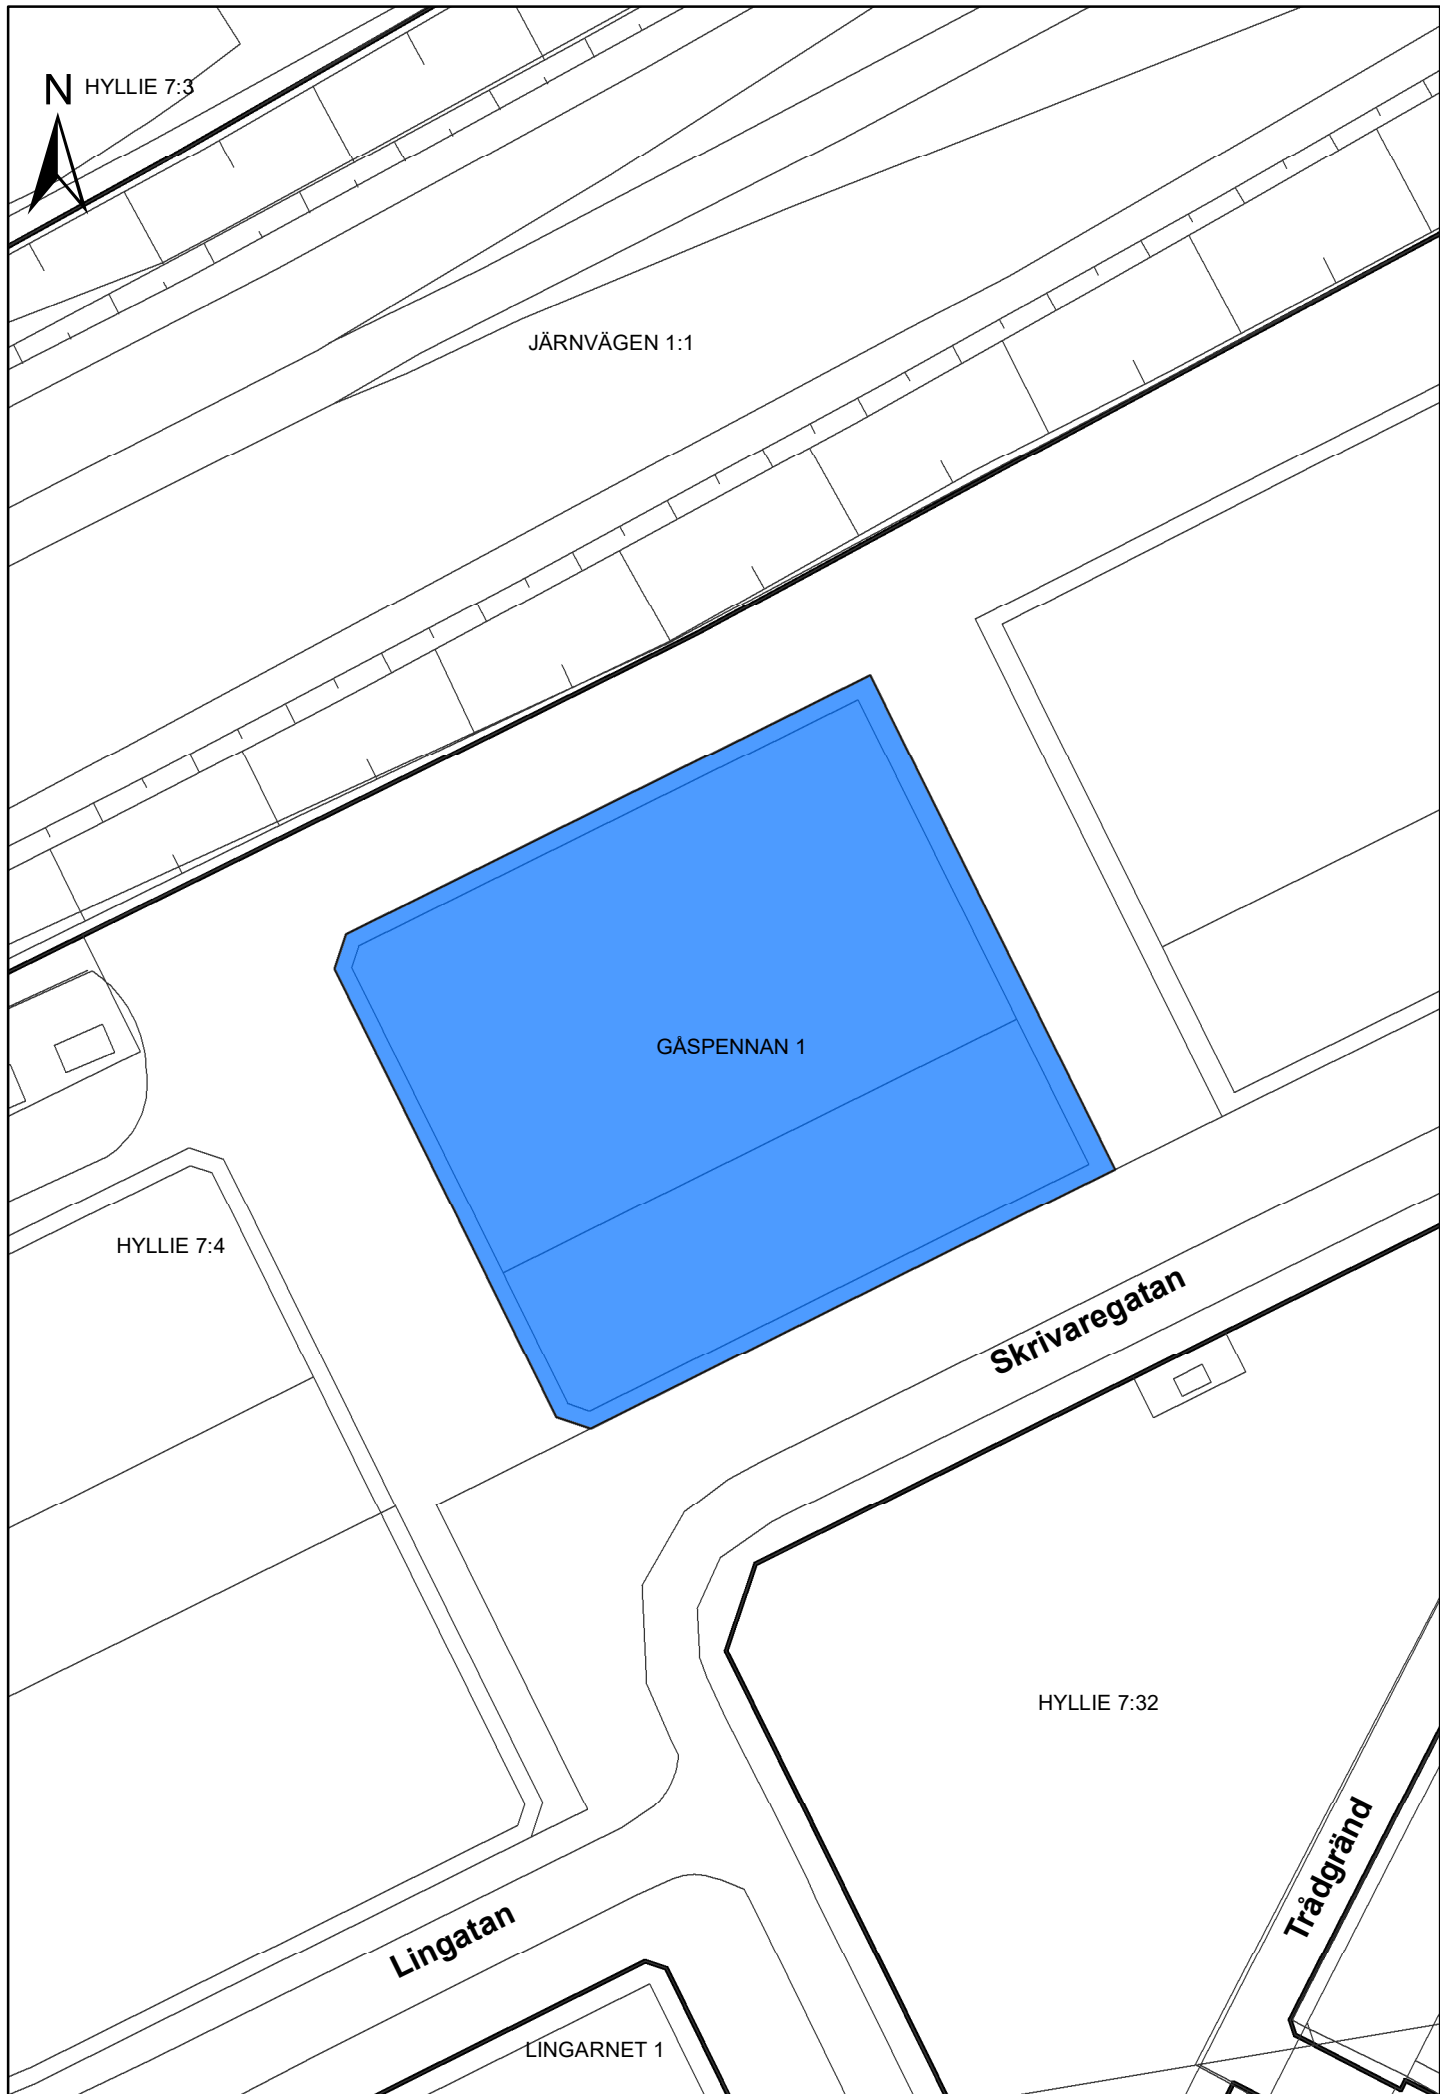 N
HYLLIE 7:3
JÄRNVÄGEN 1:1
GÅSPENNAN 1
HYLLIE 7:4
Skrivaregatan
HYLLIE 7:32
Trådgränd
Lingatan
LINGARNET 1